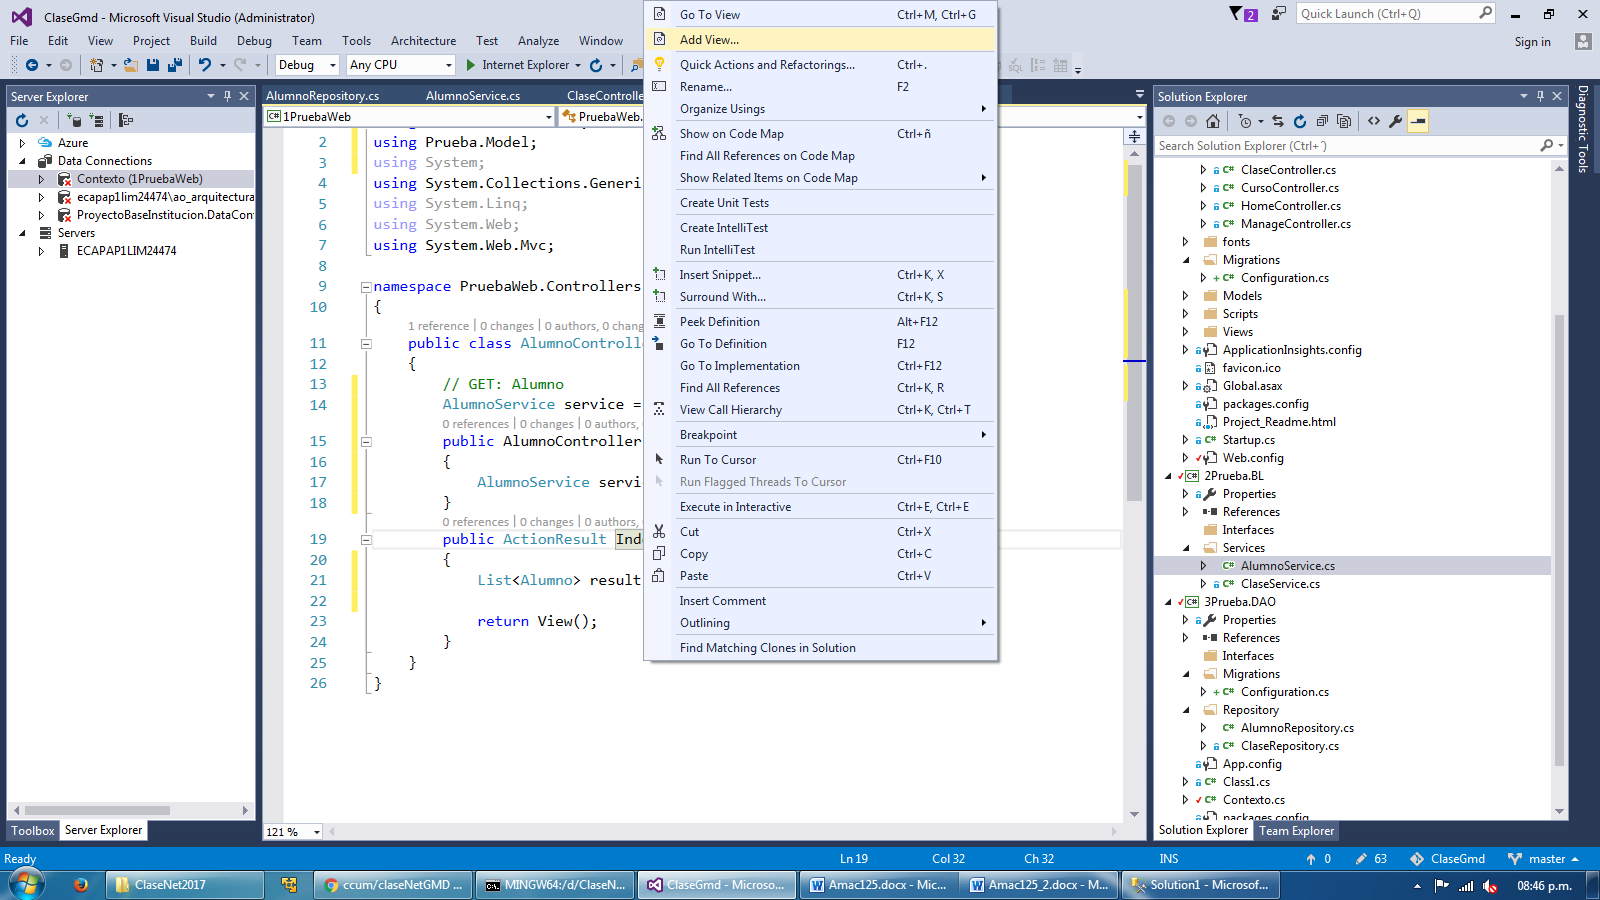 ClaseGmd - Microsoft Visual Studio (Administrator)
2
Quick Launch (Ctrl+Q)
File Edit View Project Build Debug Team Tools Architecture Test Analyze Window
Sign in
Debug
Any CPU
Internet Explorer
Server Explorer
Azure
Data Connections
Contexto (1PruebaWeb)
ecapap1lim24474\ao_arquitectura
ProyectoBaseInstitucion.DataCon
Servers
ECAPAP1LIM24474
Toolbox
Server Explorer
AlumnoRepository.cs
AlumnoService.cs
ClaseControlle
1PruebaWeb
PruebaWeb.
2 using Prueba.Model;
3 using System;
4 using System.Collections.Generi
5 using System.Linq;
6 using System.Web;
7 using System.Web.Mvc;
8
9 namespace PruebaWeb.Controllers
10 {
1 reference | 0 changes | 0 authors, 0 chang
11 public class AlumnoControlle
12 {
13 // GET: Alumno
14 AlumnoService service =
0 references | 0 changes | 0 authors,
15 public AlumnoController
16 {
17 AlumnoService servi
18 }
0 references | 0 changes | 0 authors,
19 public ActionResult Ind
20 {
21 List<Alumno> result
22
23 return View();
24 }
25 }
26 }
121 %
Go To View Ctrl+M, Ctrl+G
Add View...
Quick Actions and Refactorings... Ctrl+.
Rename... F2
Organize Usings
Show on Code Map Ctrl+ñ
Find All References on Code Map
Show Related Items on Code Map
Create Unit Tests
Create IntelliTest
Run IntelliTest
Insert Snippet... Ctrl+K, X
Surround With... Ctrl+K, S
Peek Definition Alt+F12
Go To Definition F12
Go To Implementation Ctrl+F12
Find All References Ctrl+K, R
View Call Hierarchy Ctrl+K, Ctrl+T
Breakpoint
Run To Cursor Ctrl+F10
Run Flagged Threads To Cursor
Execute in Interactive Ctrl+E, Ctrl+E
Cut Ctrl+X
Copy Ctrl+C
Paste Ctrl+V
Insert Comment
Outlining
Find Matching Clones in Solution
Solution Explorer
Search Solution Explorer (Ctrl+´)
ClaseController.cs
CursoController.cs
HomeController.cs
ManageController.cs
fonts
Migrations
Configuration.cs
Models
Scripts
Views
ApplicationInsights.config
favicon.ico
Global.asax
packages.config
Project_Readme.html
Startup.cs
Web.config
2Prueba.BL
Properties
References
Interfaces
Services
AlumnoService.cs
ClaseService.cs
3Prueba.DAO
Properties
References
Interfaces
Migrations
Configuration.cs
Repository
AlumnoRepository.cs
ClaseRepository.cs
App.config
Class1.cs
Contexto.cs
packages.config
Solution Explorer
Team Explorer
Diagnostic Tools
Ready
Ln 19
Col 32
Ch 32
INS
0
63
ClaseGmd
master
ClaseNet2017
ccum/claseNetGMD ...
MINGW64:/d/ClaseN...
ClaseGmd - Microso...
Amac125.docx - Mic...
Amac125_2.docx - M...
Solution1 - Microsof...
08:46 p.m.